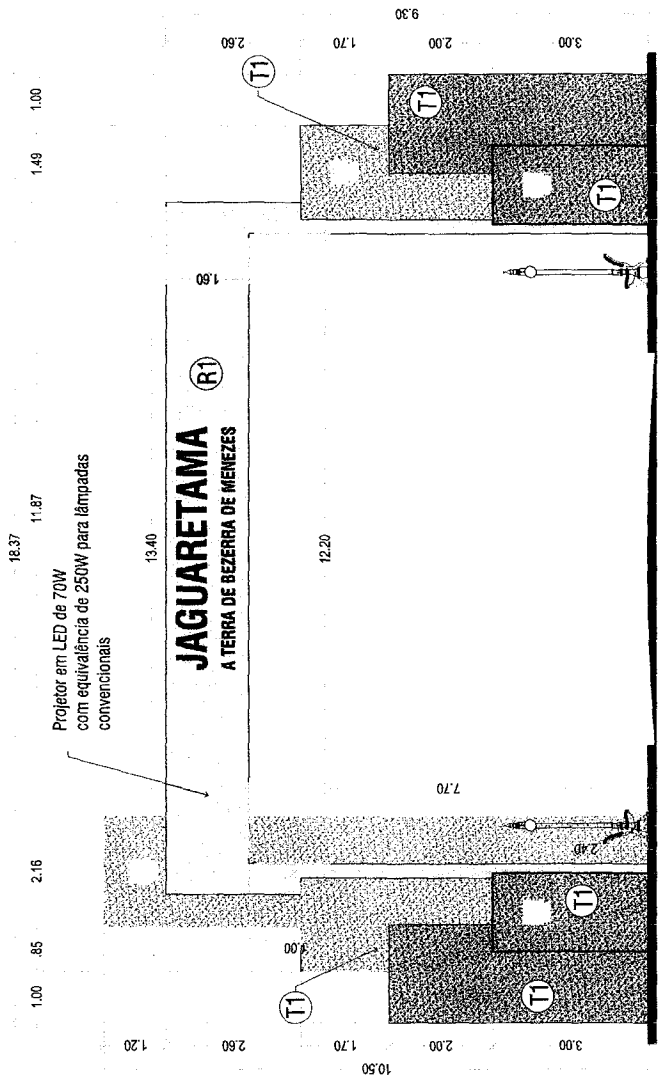 18.37
1.00
.85
2.16
11.87
1.49
1.00
Projetor em LED de 70W
com equivalência de 250W para lâmpadas
convencionais
13.40
JAGUARETAMA
A TERRA DE BEZERRA DE MENEZES
R1
1.60
12.20
7.70
2.40
T1
T1
T1
T1
T1
T1
1.20
2.60
1.70
2.00
3.00
10.50
2.60
1.70
2.00
3.00
9.30